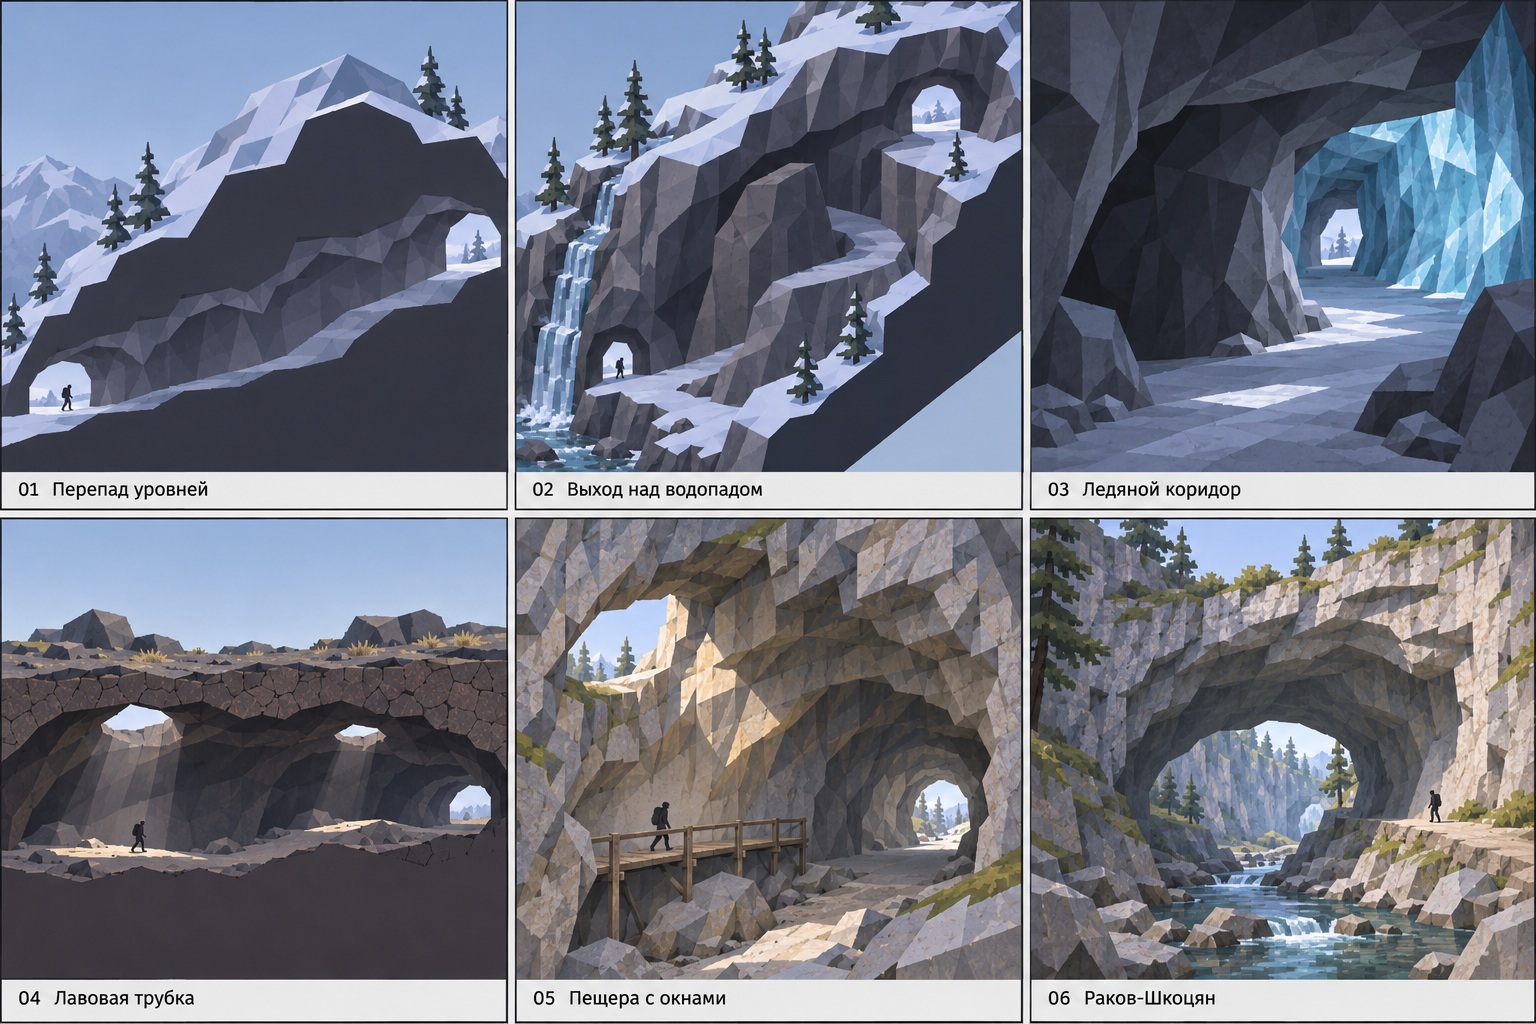 01 Перепад уровней
02 Выход над водопадом
03 Ледяной коридор
04 Лавовая трубка
05 Пещера с окнами
06 Раков-Шкоцян